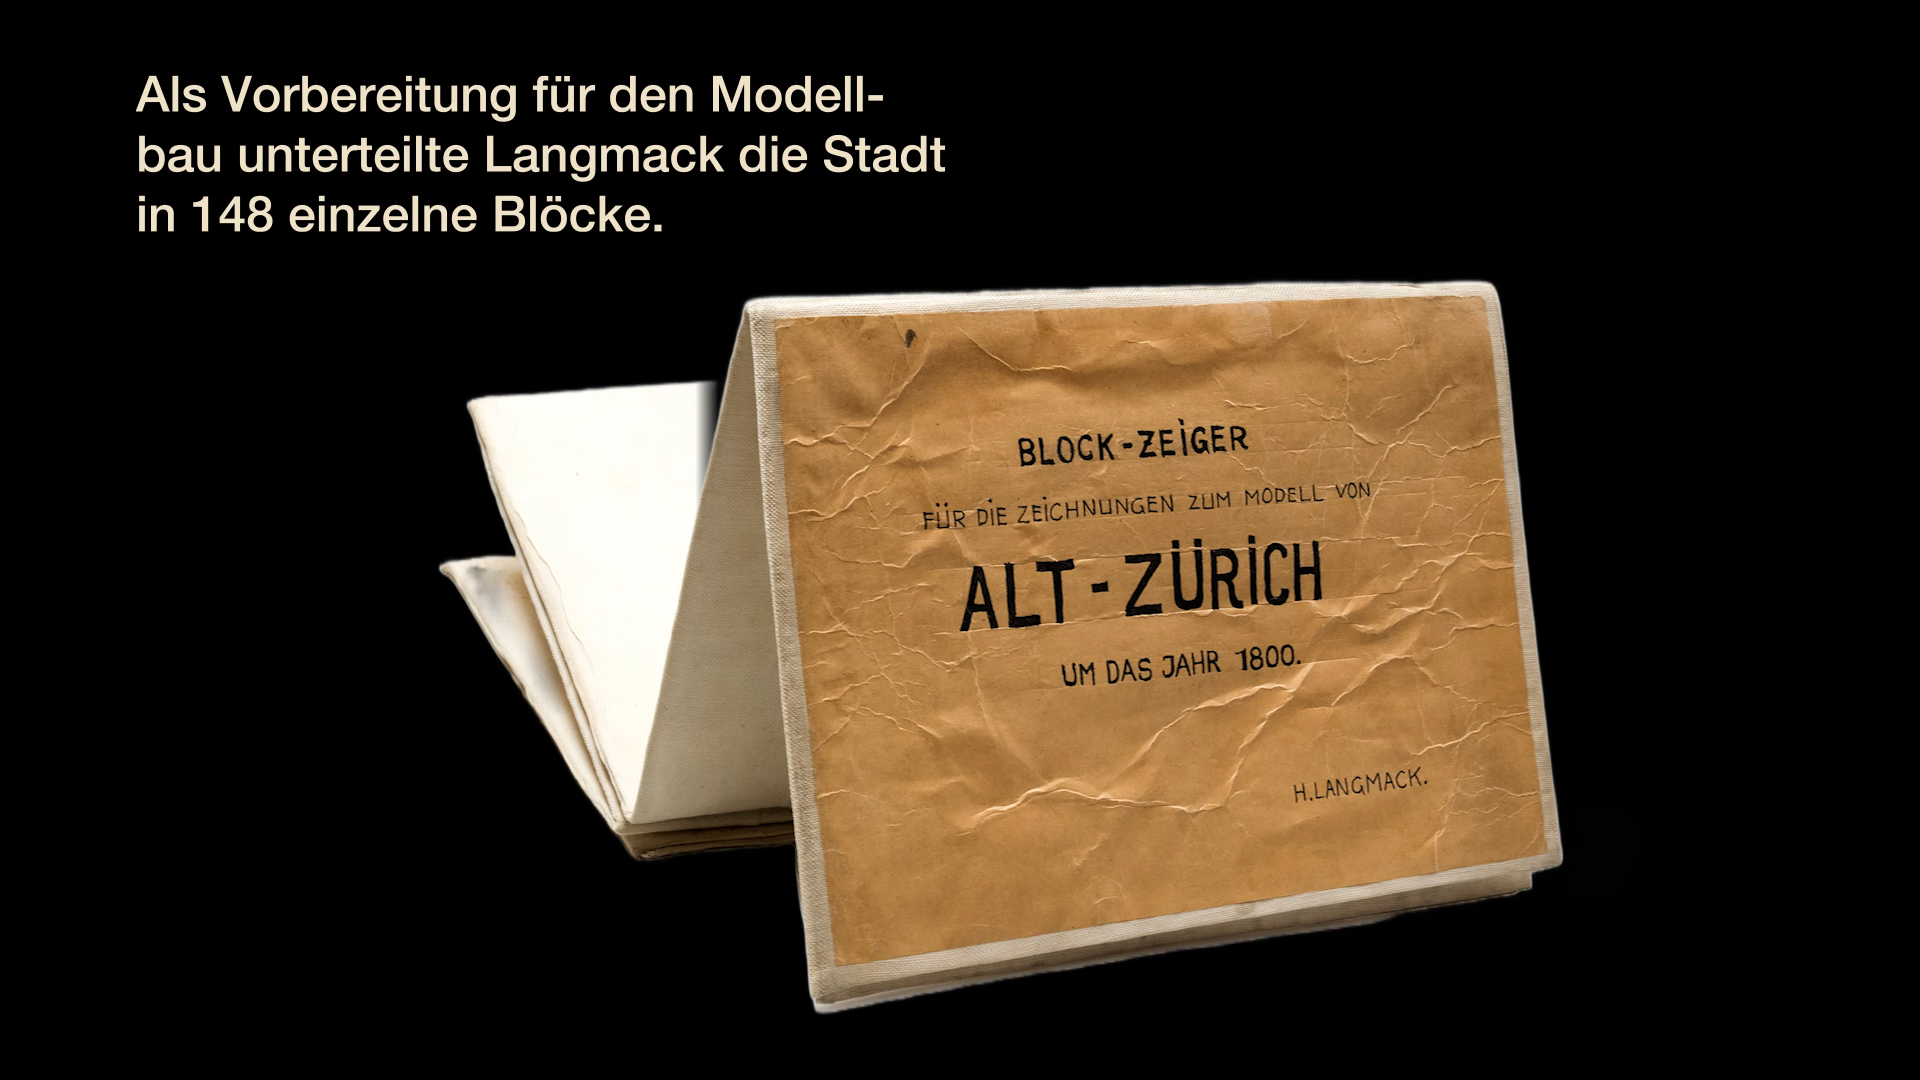 Als Vorbereitung für den Modell-
bau unterteilte Langmack die Stadt
in 148 einzelne Blöcke.
BLOCK-ZEIGER
FÜR DIE ZEICHNUNGEN ZUM MODELL VON
ALT-ZÜRICH
UM DAS JAHR 1800.
H.LANGMACK.